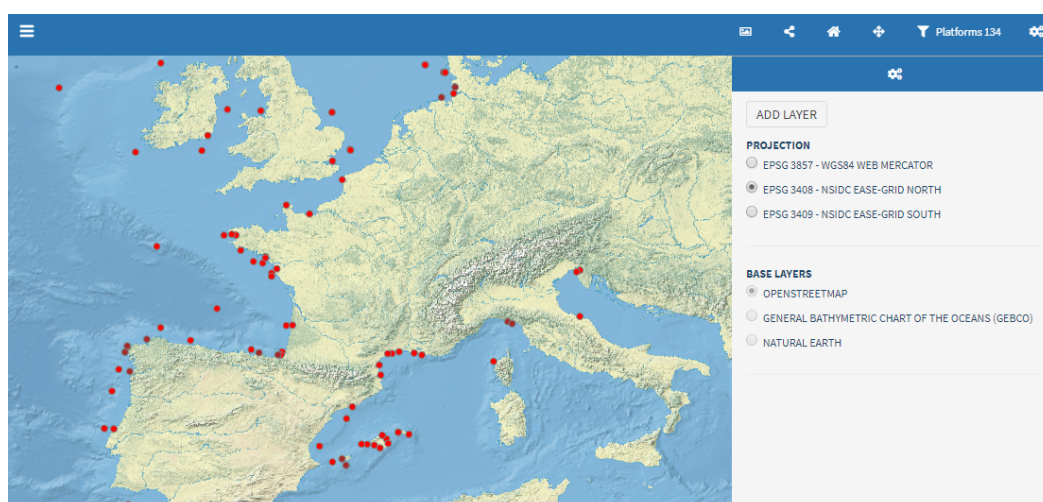 Platforms 134
ADD LAYER
PROJECTION
EPSG 3857 - WGS84 WEB MERCATOR
EPSG 3408 - NSIDC EASE-GRID NORTH
EPSG 3409 - NSIDC EASE-GRID SOUTH
BASE LAYERS
OPENSTREETMAP
GENERAL BATHYMETRIC CHART OF THE OCEANS (GEBCO)
NATURAL EARTH